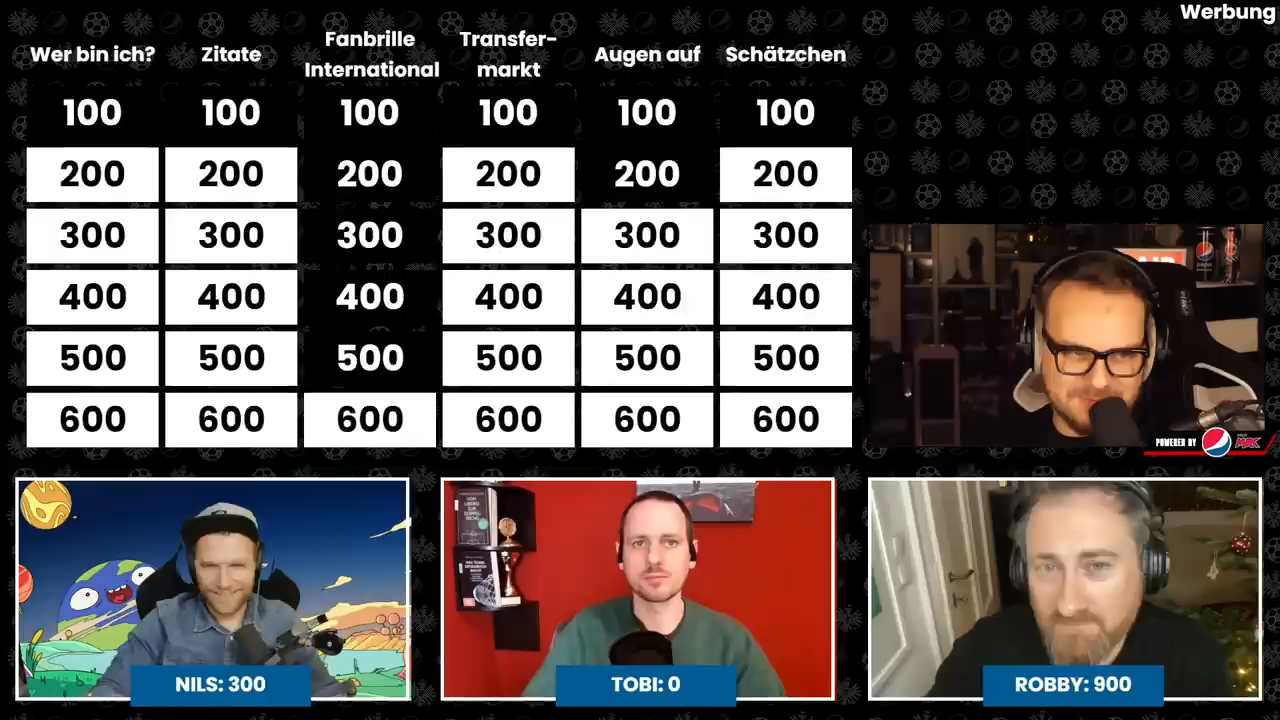 Werbung
Wer bin ich? Zitate Fanbrille International Transfer-markt Augen auf Schätzchen
100 100 100 100 100 100
200 200 200 200 200 200
300 300 300 300 300 300
400 400 400 400 400 400
500 500 500 500 500 500
600 600 600 600 600 600
POWERED BY
NILS: 300
TOBI: 0
ROBBY: 900